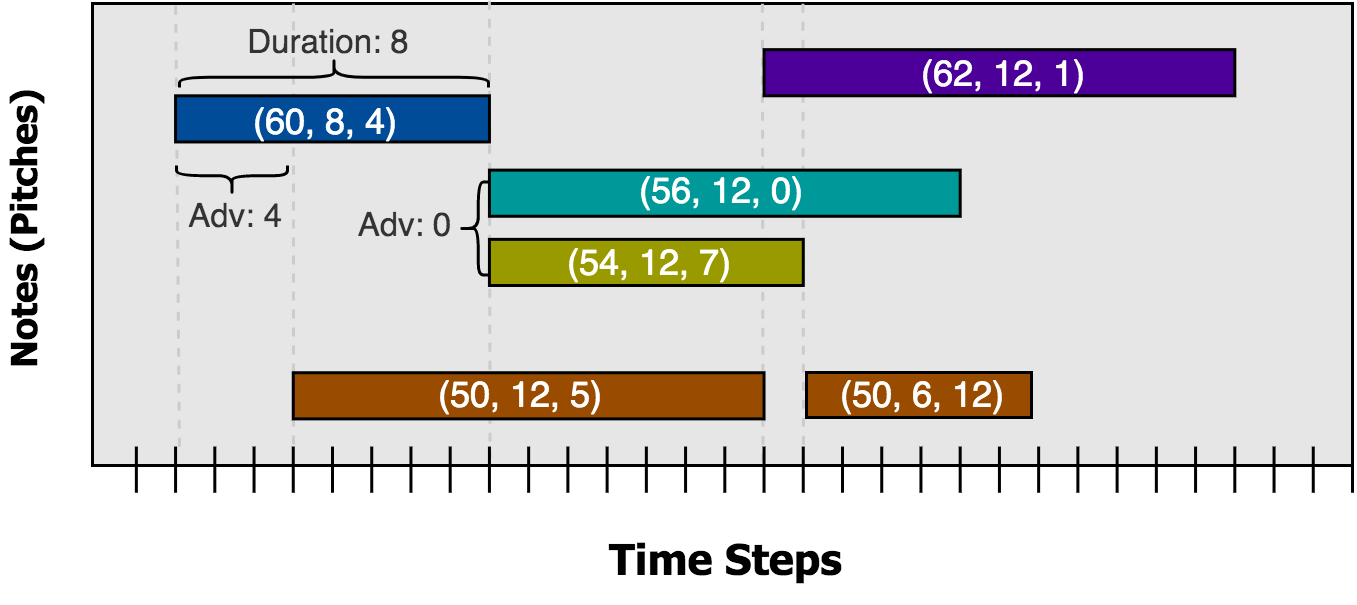 Duration: 8
(62, 12, 1)
(60, 8, 4)
Adv: 4
(56, 12, 0)
Adv: 0
(54, 12, 7)
(50, 12, 5)
(50, 6, 12)
Notes (Pitches)
Time Steps